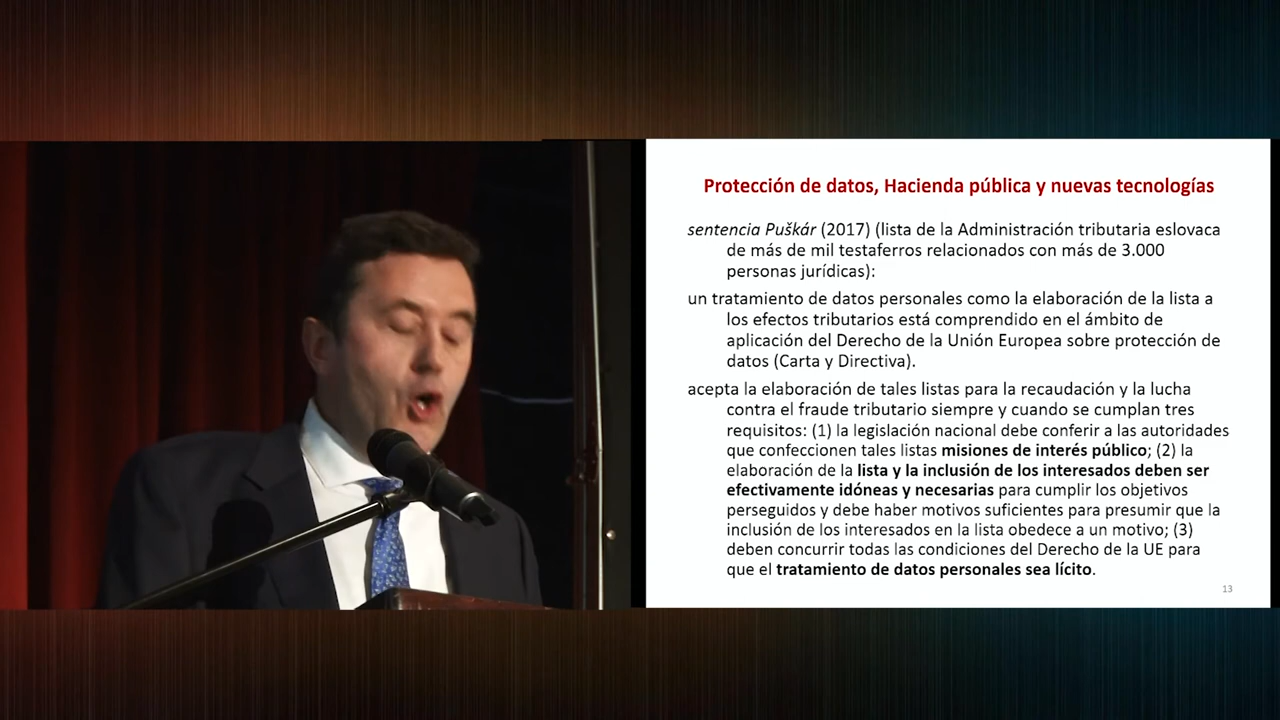 Protección de datos, Hacienda pública y nuevas tecnologías
sentencia Puškár (2017) (lista de la Administración tributaria eslovaca
de más de mil testaferros relacionados con más de 3.000
personas jurídicas):
un tratamiento de datos personales como la elaboración de la lista a
los efectos tributarios está comprendido en el ámbito de
aplicación del Derecho de la Unión Europea sobre protección de
datos (Carta y Directiva).
acepta la elaboración de tales listas para la recaudación y la lucha
contra el fraude tributario siempre y cuando se cumplan tres
requisitos: (1) la legislación nacional debe conferir a las autoridades
que confeccionen tales listas misiones de interés público; (2) la
elaboración de la lista y la inclusión de los interesados deben ser
efectivamente idóneas y necesarias para cumplir los objetivos
perseguidos y debe haber motivos suficientes para presumir que la
inclusión de los interesados en la lista obedece a un motivo; (3)
deben concurrir todas las condiciones del Derecho de la UE para
que el tratamiento de datos personales sea lícito.
13